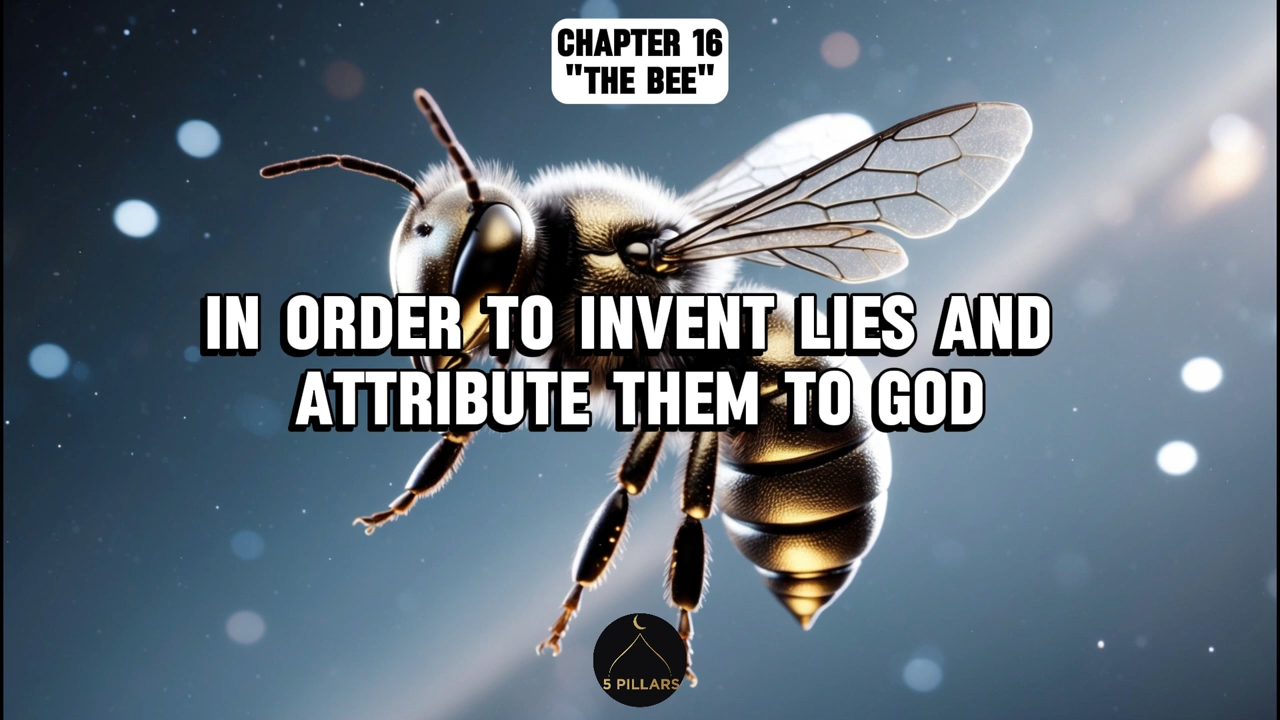 CHAPTER 16
"THE BEE"
IN ORDER TO INVENT LIES AND
ATTRIBUTE THEM TO GOD
5 PILLARS